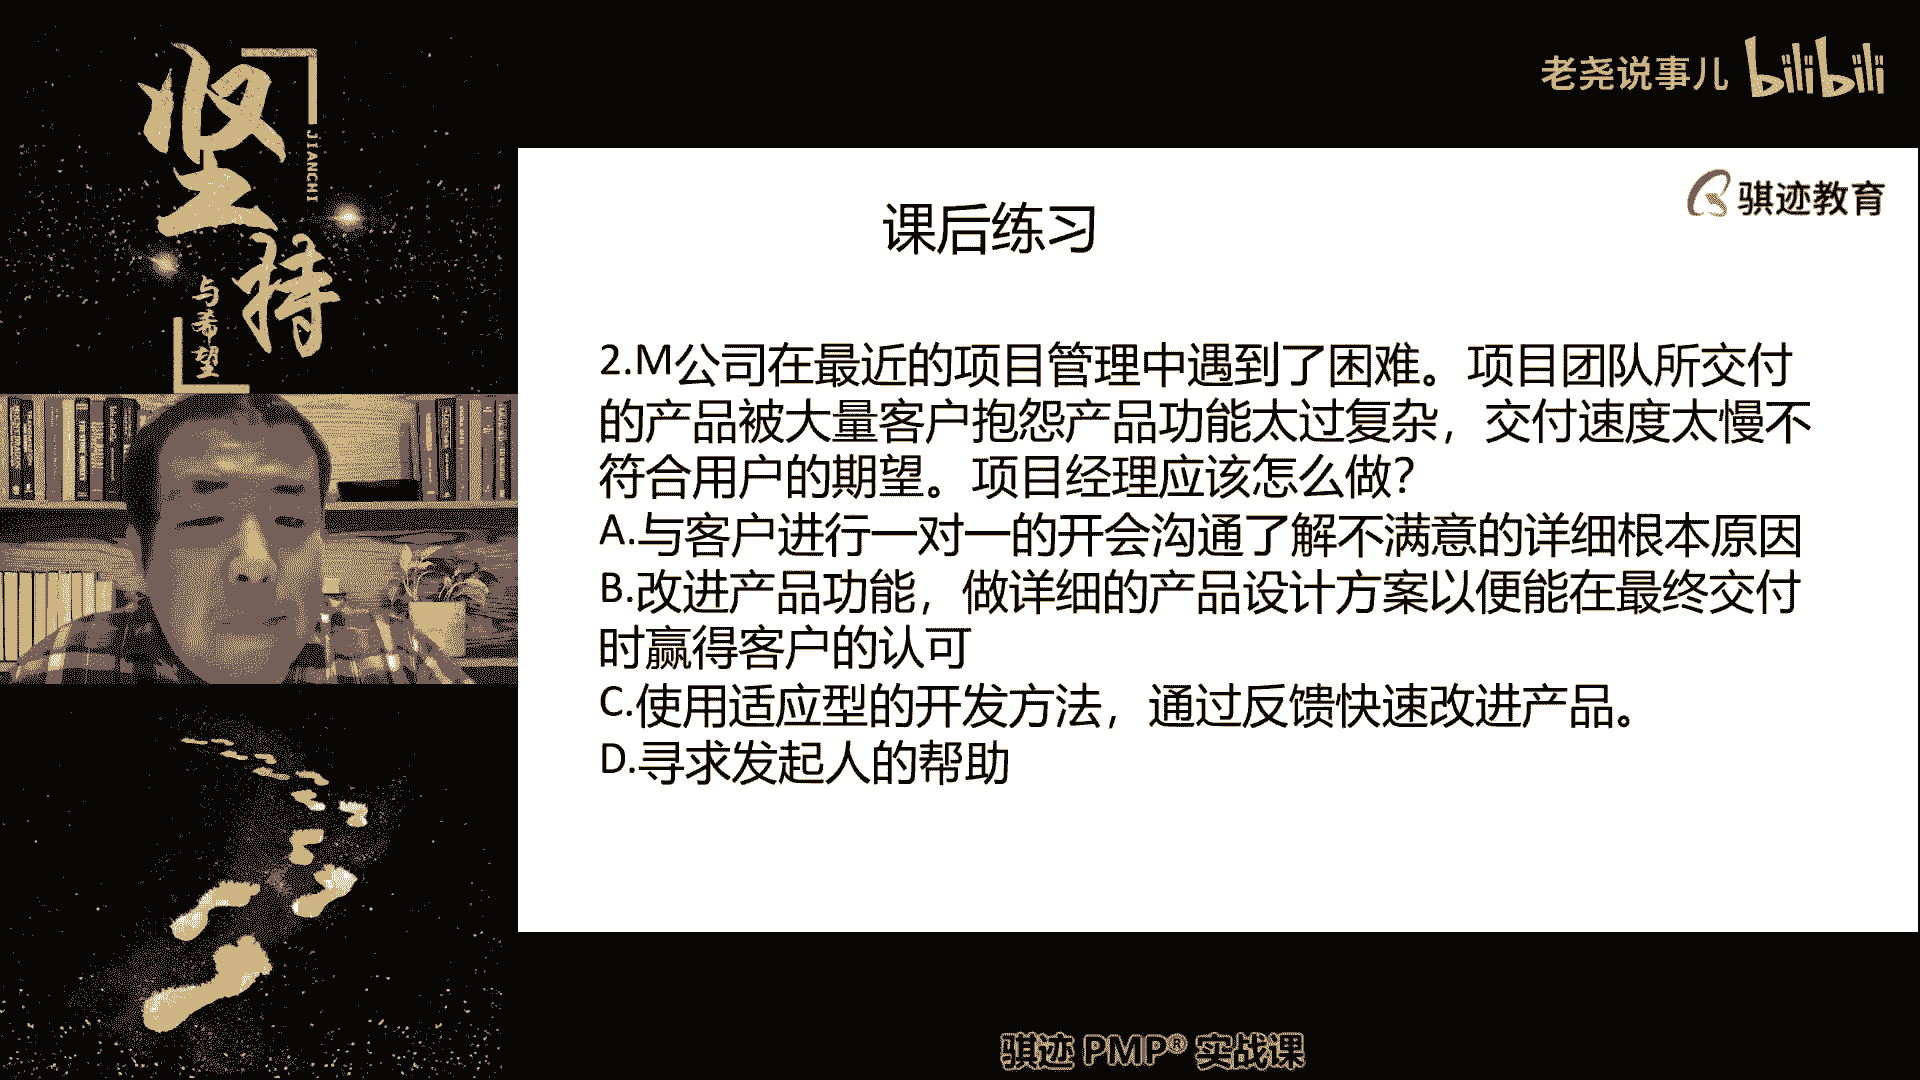 坚持
JIANCHI
与希望
老尧说事儿 bilibili
骐迹教育
课后练习
2.M公司在最近的项目管理中遇到了困难。项目团队所交付
的产品被大量客户抱怨产品功能太过复杂，交付速度太慢不
符合用户的期望。项目经理应该怎么做？
A.与客户进行一对一的开会沟通了解不满意的详细根本原因
B.改进产品功能，做详细的产品设计方案以便能在最终交付
时赢得客户的认可
C.使用适应型的开发方法，通过反馈快速改进产品。
D.寻求发起人的帮助
骐迹 PMP® 实战课